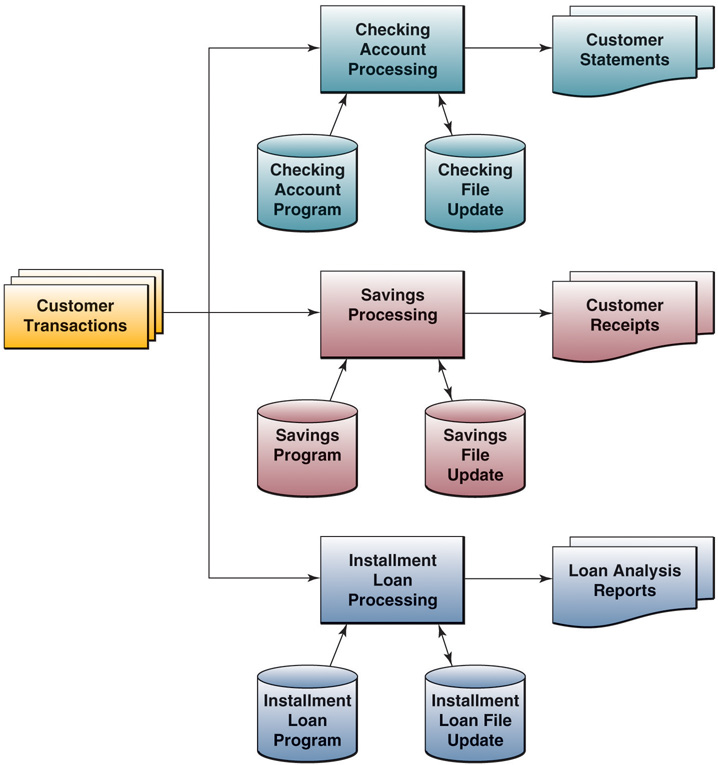 Checking
Account
Processing
Customer
Statements
Checking
Account
Program
Checking
File
Update
Customer
Transactions
Savings
Processing
Customer
Receipts
Savings
Program
Savings
File
Update
Installment
Loan
Processing
Loan Analysis
Reports
Installment
Loan
Program
Installment
Loan File
Update